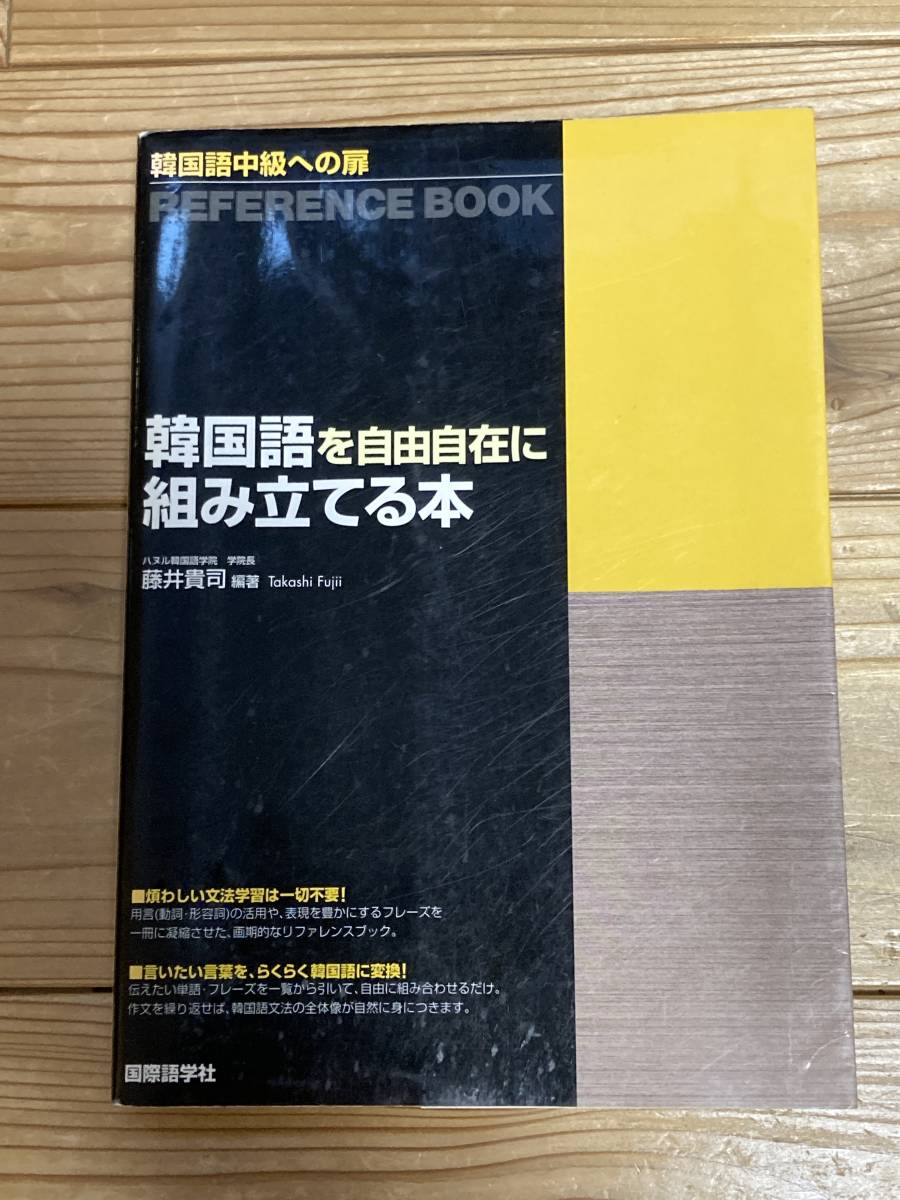 韓国語中級への扉
REFERENCE BOOK
韓国語を自由自在に
組み立てる本
ハヌル韓国語学院 学院長
藤井貴司 編著 Takashi Fujii
■煩わしい文法学習は一切不要!
用言(動詞・形容詞)の活用や、表現を豊かにするフレーズを
一冊に凝縮させた、画期的なリファレンスブック。
■言いたい言葉を、らくらく韓国語に変換!
伝えたい単語・フレーズを一覧から引いて、自由に組み合わせるだけ。
作文を繰り返せば、韓国語文法の全体像が自然に身につきます。
国際語学社